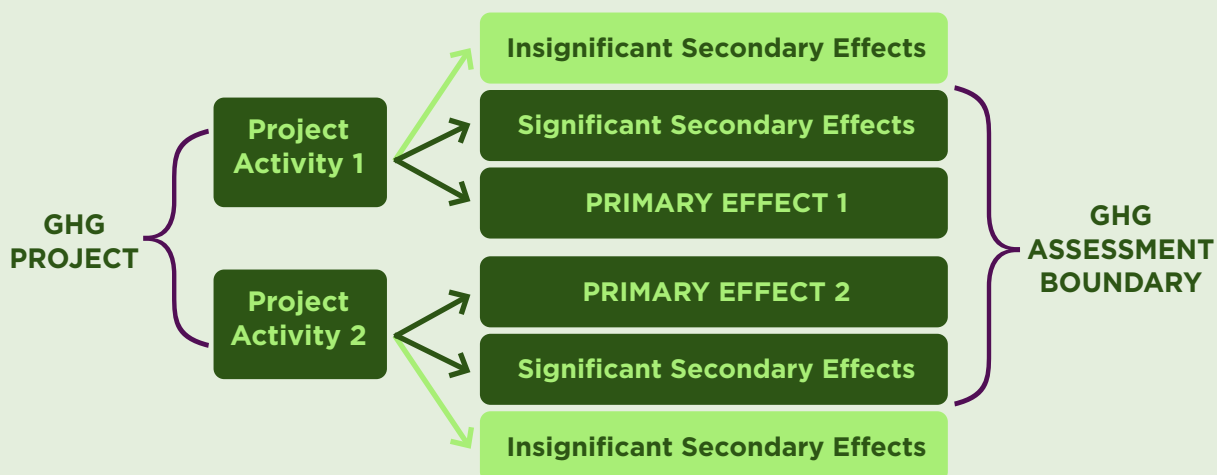 Insignificant Secondary Effects
Project
Activity 1
Significant Secondary Effects
PRIMARY EFFECT 1
GHG
PROJECT
GHG
ASSESSMENT
BOUNDARY
Project
Activity 2
PRIMARY EFFECT 2
Significant Secondary Effects
Insignificant Secondary Effects